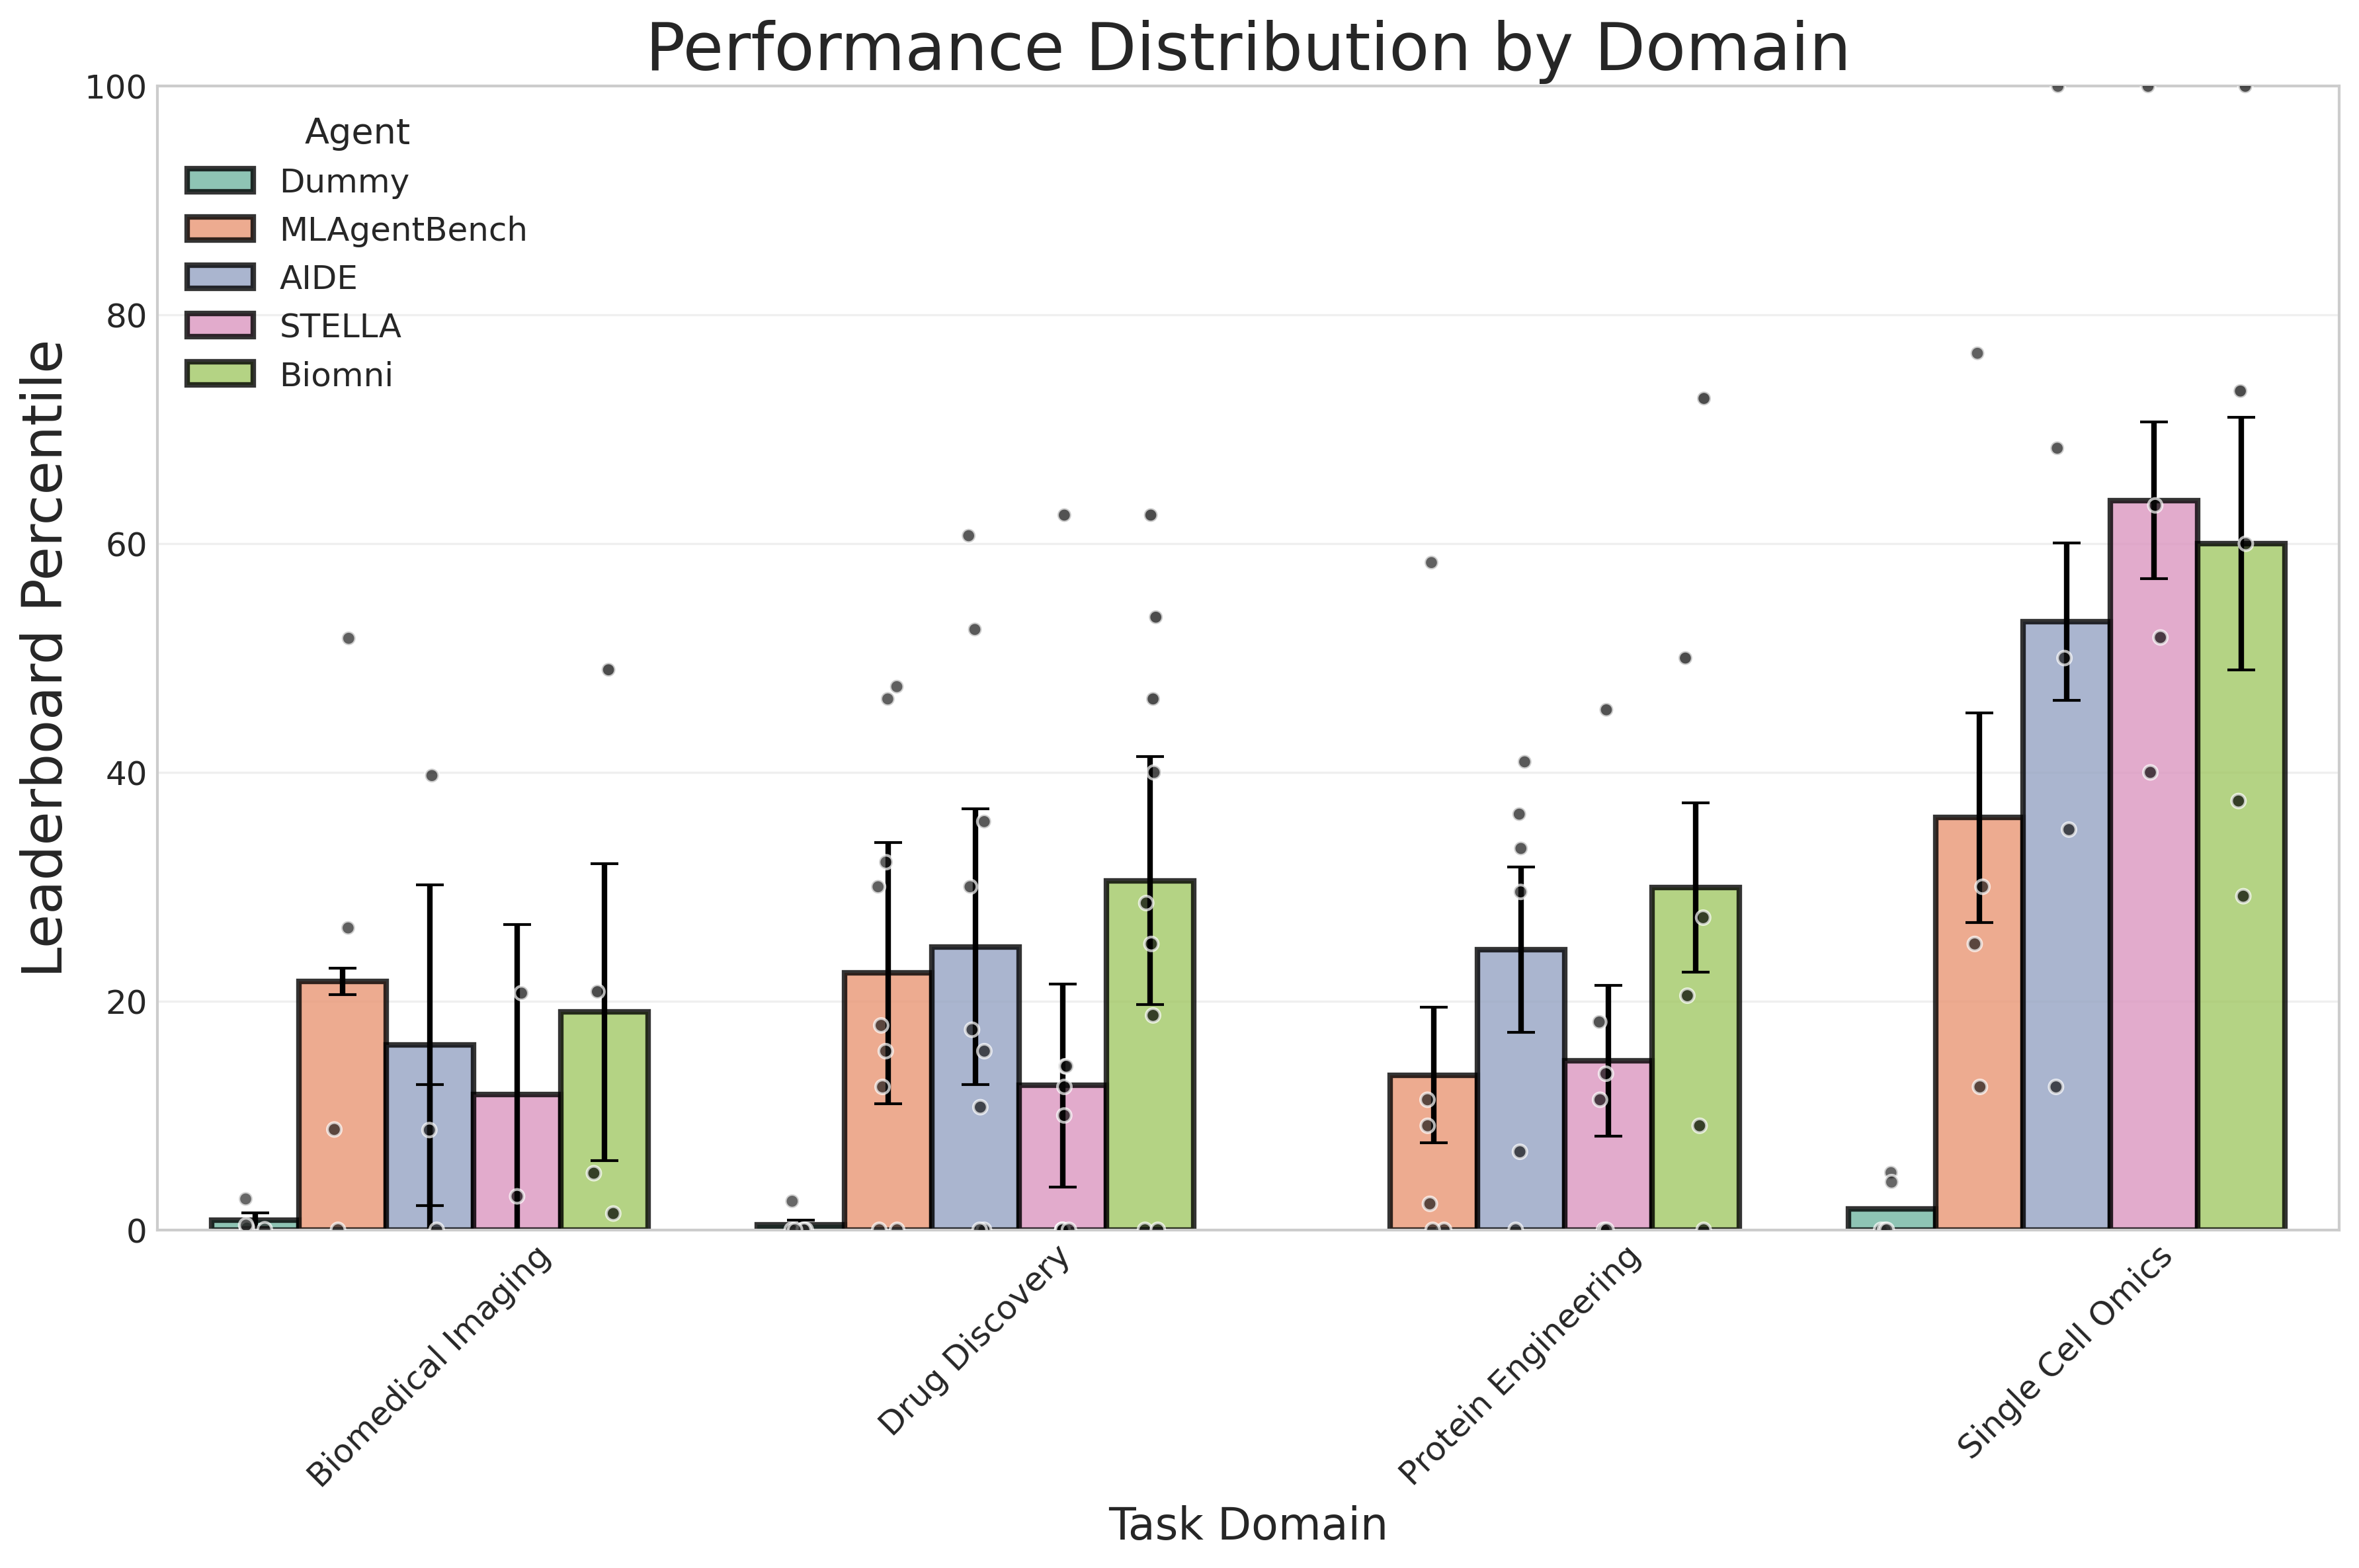 Performance Distribution by Domain
Leaderboard Percentile
100
80
60
40
20
0
Agent
Dummy
MLAgentBench
AIDE
STELLA
Biomni
Biomedical Imaging
Drug Discovery
Protein Engineering
Single Cell Omics
Task Domain